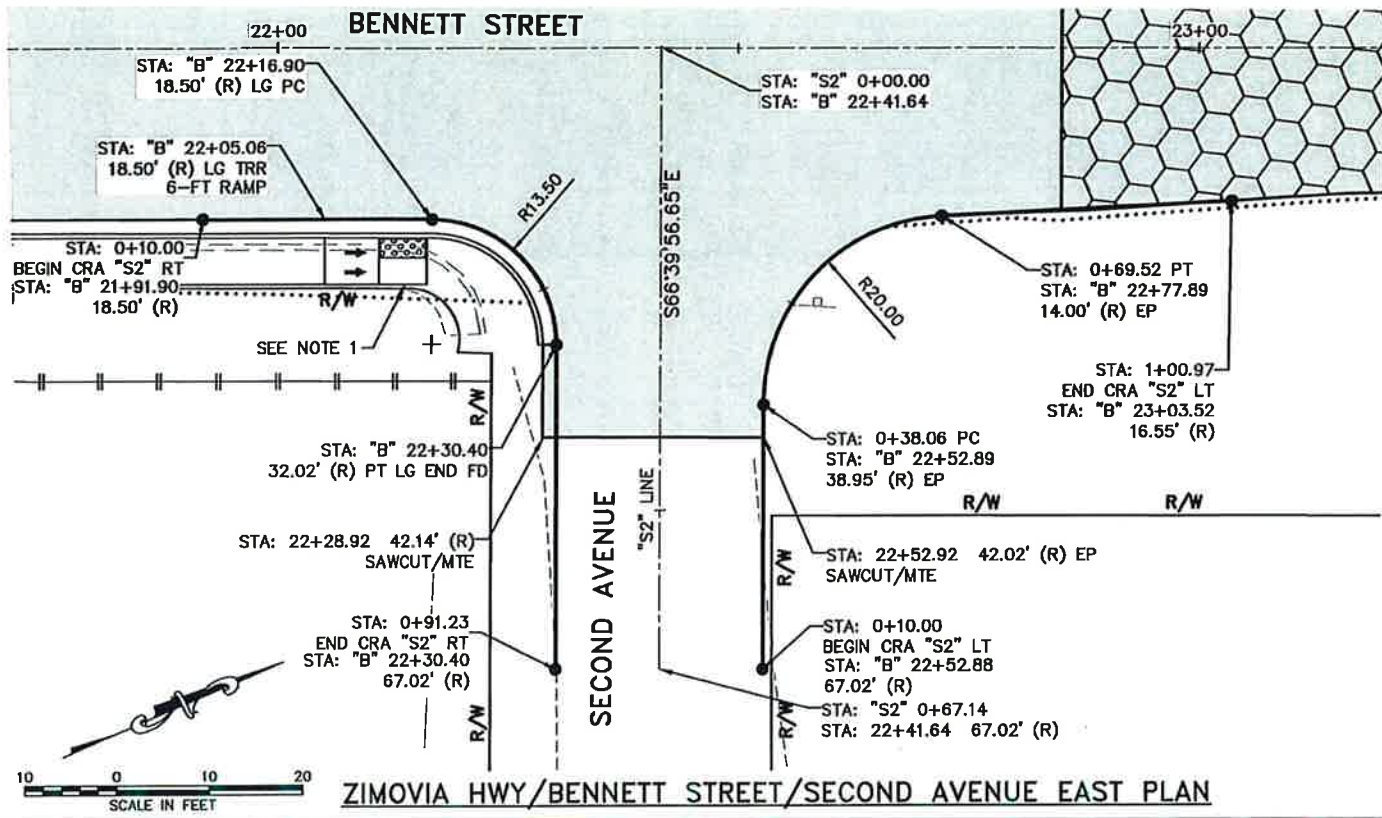 BENNETT STREET
22+00
23+00
STA: "B" 22+16.90
18.50' (R) LG PC
STA: "S2" 0+00.00
STA: "B" 22+41.64
STA: "B" 22+05.06
18.50' (R) LG TRR
6-FT RAMP
R13.50
S66°39'56.65"E
STA: 0+10.00
BEGIN CRA "S2" RT
STA: "B" 21+91.90
18.50' (R)
R/W
R20.00
STA: 0+69.52 PT
STA: "B" 22+77.89
14.00' (R) EP
SEE NOTE 1
STA: 1+00.97
END CRA "S2" LT
STA: "B" 23+03.52
16.55' (R)
R/W
STA: "B" 22+30.40
32.02' (R) PT LG END FD
STA: 0+38.06 PC
STA: "B" 22+52.89
38.95' (R) EP
R/W
R/W
SECOND AVENUE
"S2" LINE
STA: 22+28.92 42.14' (R)
SAWCUT/MTE
STA: 22+52.92 42.02' (R) EP
SAWCUT/MTE
R/W
STA: 0+91.23
END CRA "S2" RT
STA: "B" 22+30.40
67.02' (R)
STA: 0+10.00
BEGIN CRA "S2" LT
STA: "B" 22+52.88
67.02' (R)
STA: "S2" 0+67.14
STA: 22+41.64 67.02' (R)
R/W
R/W
10 0 10 20
SCALE IN FEET
ZIMOVIA HWY/BENNETT STREET/SECOND AVENUE EAST PLAN